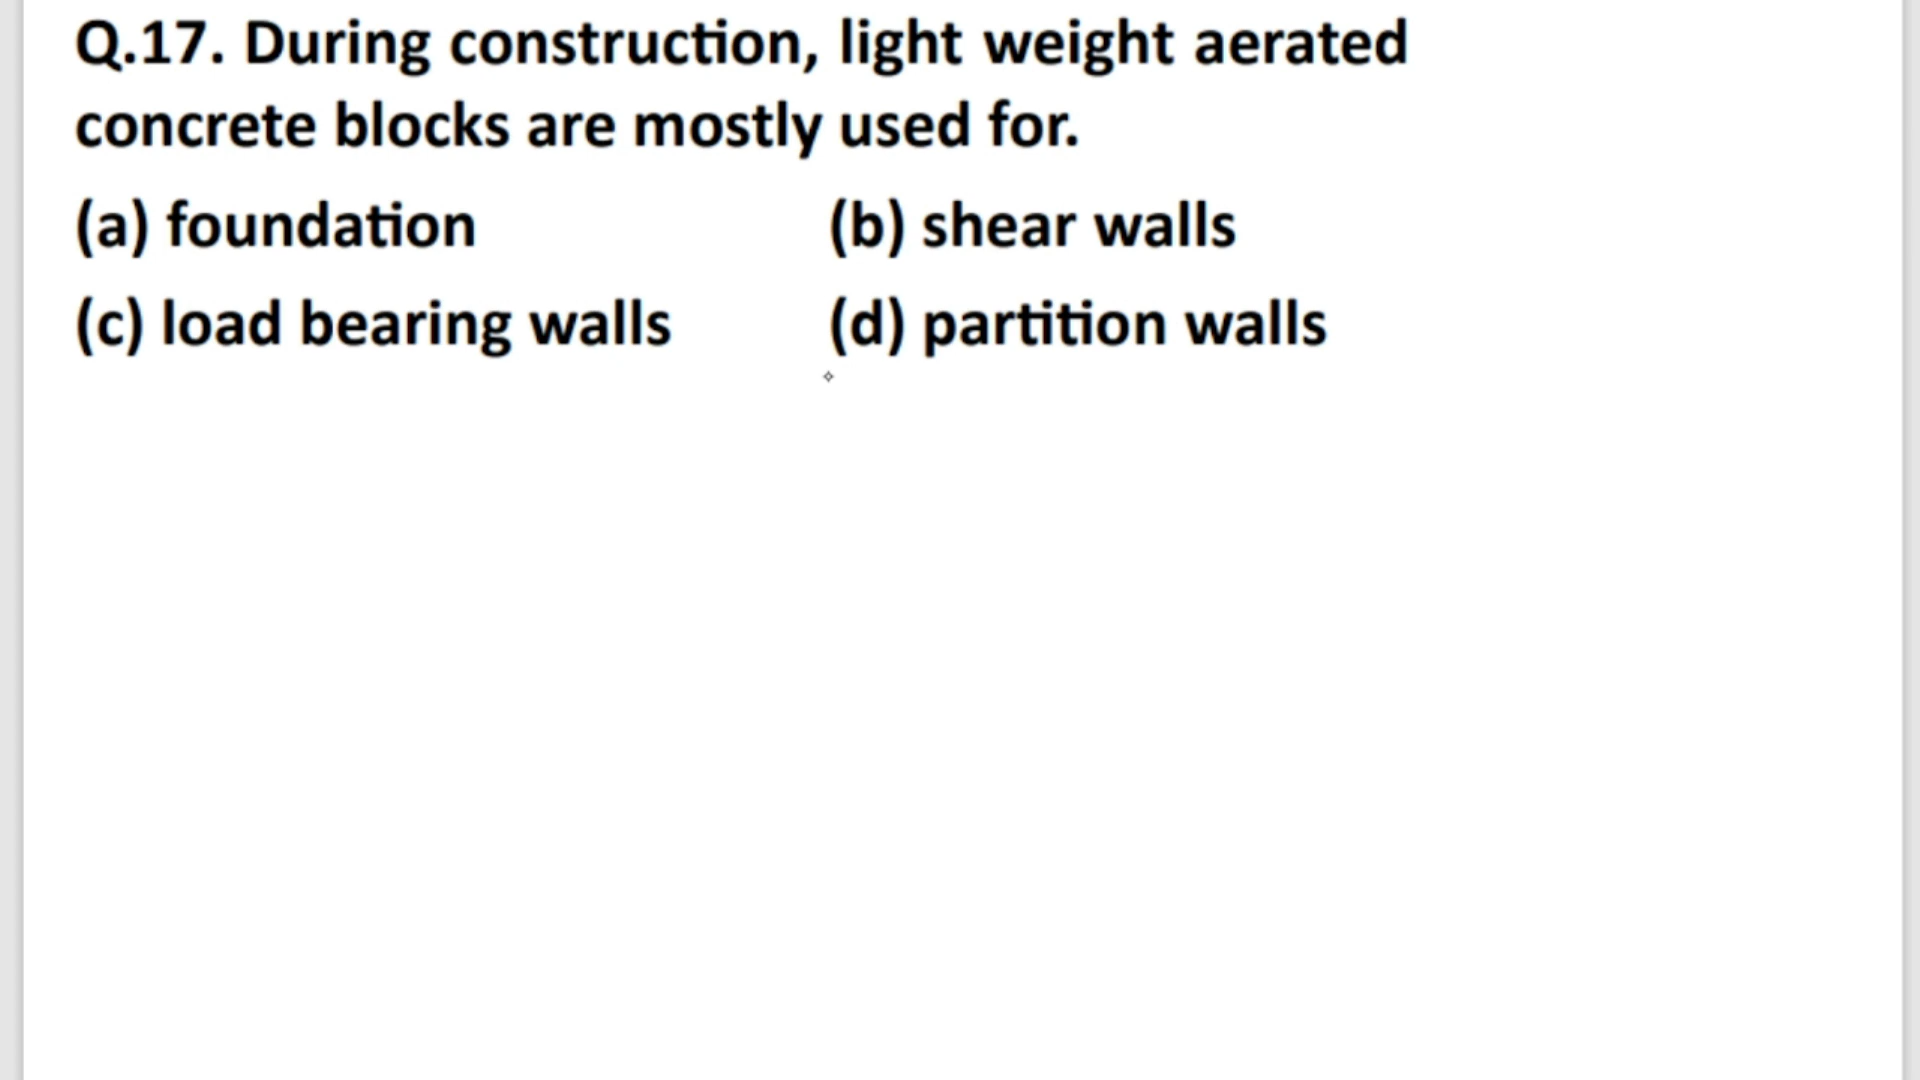 Q.17. During construction, light weight aerated
concrete blocks are mostly used for.
(a) foundation (b) shear walls
(c) load bearing walls (d) partition walls